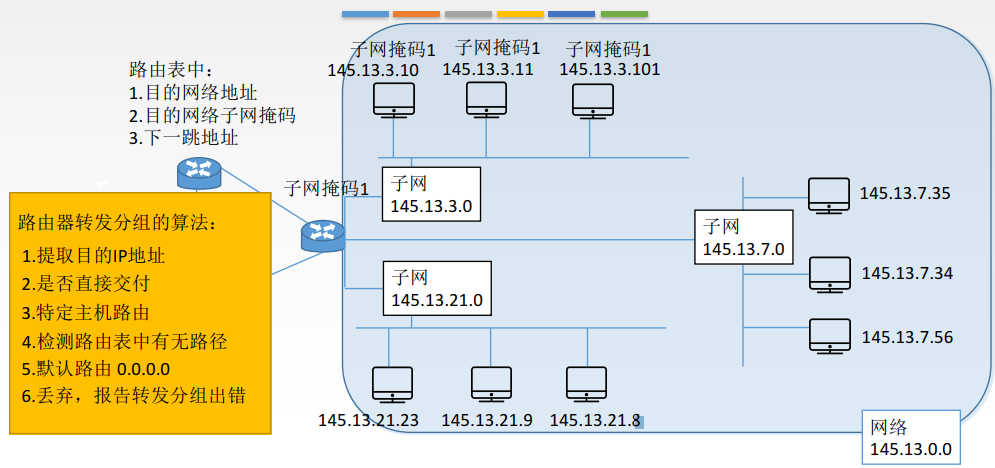 子网掩码1
子网掩码1
子网掩码1
145.13.3.10
145.13.3.11
145.13.3.101
路由表中:
1.目的网络地址
2.目的网络子网掩码
3.下一跳地址
子网掩码1
子网
145.13.3.0
路由器转发分组的算法:
1.提取目的IP地址
2.是否直接交付
3.特定主机路由
4.检测路由表中有无路径
5.默认路由 0.0.0.0
6.丢弃，报告转发分组出错
子网
145.13.7.0
145.13.7.35
145.13.7.34
145.13.7.56
子网
145.13.21.0
145.13.21.23
145.13.21.9
145.13.21.8
网络
145.13.0.0